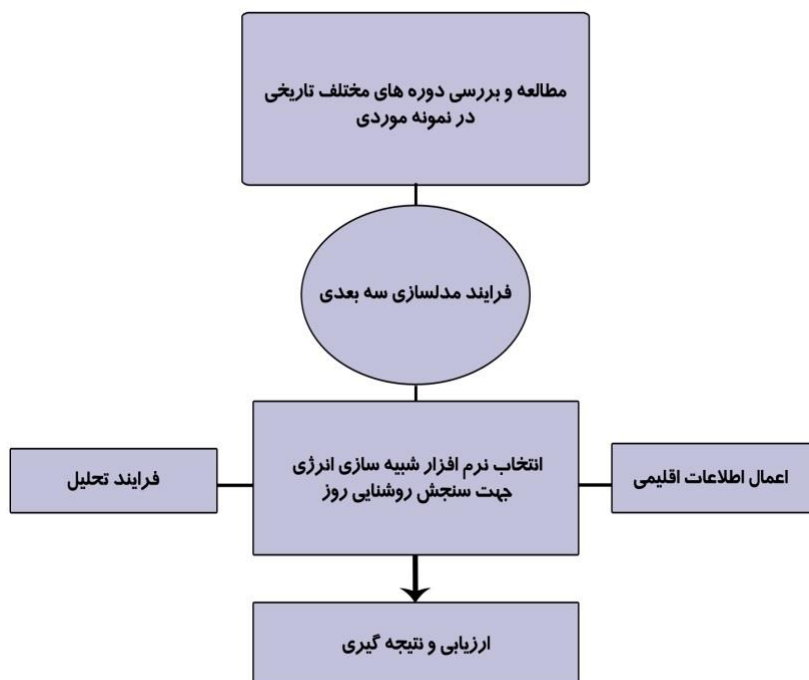 مطالعه و بررسی دوره های مختلف تاریخی
در نمونه موردی
فرایند مدلسازی سه بعدی
انتخاب نرم افزار شبیه سازی انرژی
جهت سنجش روشنایی روز
اعمال اطلاعات اقلیمی
فرایند تحلیل
ارزیابی و نتیجه گیری